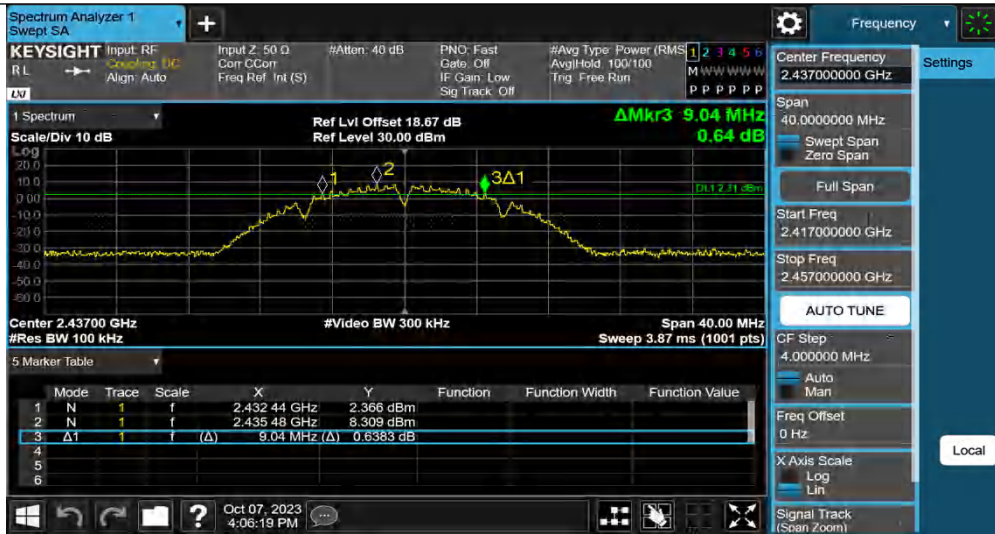 Spectrum Analyzer 1
Swept SA
+
Frequency
KEYSIGHT
RL
LXI
Input: RF
Coupling: DC
Align: Auto
Input Z: 50 Ω
Corr CCorr
Freq Ref: Int (S)
#Atten: 40 dB
PNO: Fast
Gate: Off
IF Gain: Low
Sig Track: Off
#Avg Type: Power (RMS
Avg|Hold: 100/100
Trig: Free Run
1 2 3 4 5 6
M W W W W W
P P P P P P
1 Spectrum
Scale/Div 10 dB
Ref Lvl Offset 18.67 dB
Ref Level 30.00 dBm
ΔMkr3 9.04 MHz
0.64 dB
Log
20.0
10.0
0.00
-10.0
-20.0
-30.0
-40.0
-50.0
-60.0
1
2
3Δ1
DL1 2.31 dBm
Center 2.43700 GHz
#Res BW 100 kHz
#Video BW 300 kHz
Span 40.00 MHz
Sweep 3.87 ms (1001 pts)
5 Marker Table
Mode Trace Scale X Y Function Function Width Function Value
1 N 1 f 2.432 44 GHz 2.366 dBm
2 N 1 f 2.435 48 GHz 8.309 dBm
3 Δ1 1 f (Δ) 9.04 MHz (Δ) 0.6383 dB
4
5
6
?
Oct 07, 2023
4:06:19 PM
Center Frequency
2.437000000 GHz
Span
40.0000000 MHz
Swept Span
Zero Span
Full Span
Start Freq
2.417000000 GHz
Stop Freq
2.457000000 GHz
AUTO TUNE
CF Step
4.000000 MHz
Auto
Man
Freq Offset
0 Hz
X Axis Scale
Log
Lin
Signal Track
(Span Zoom)
Settings
Local